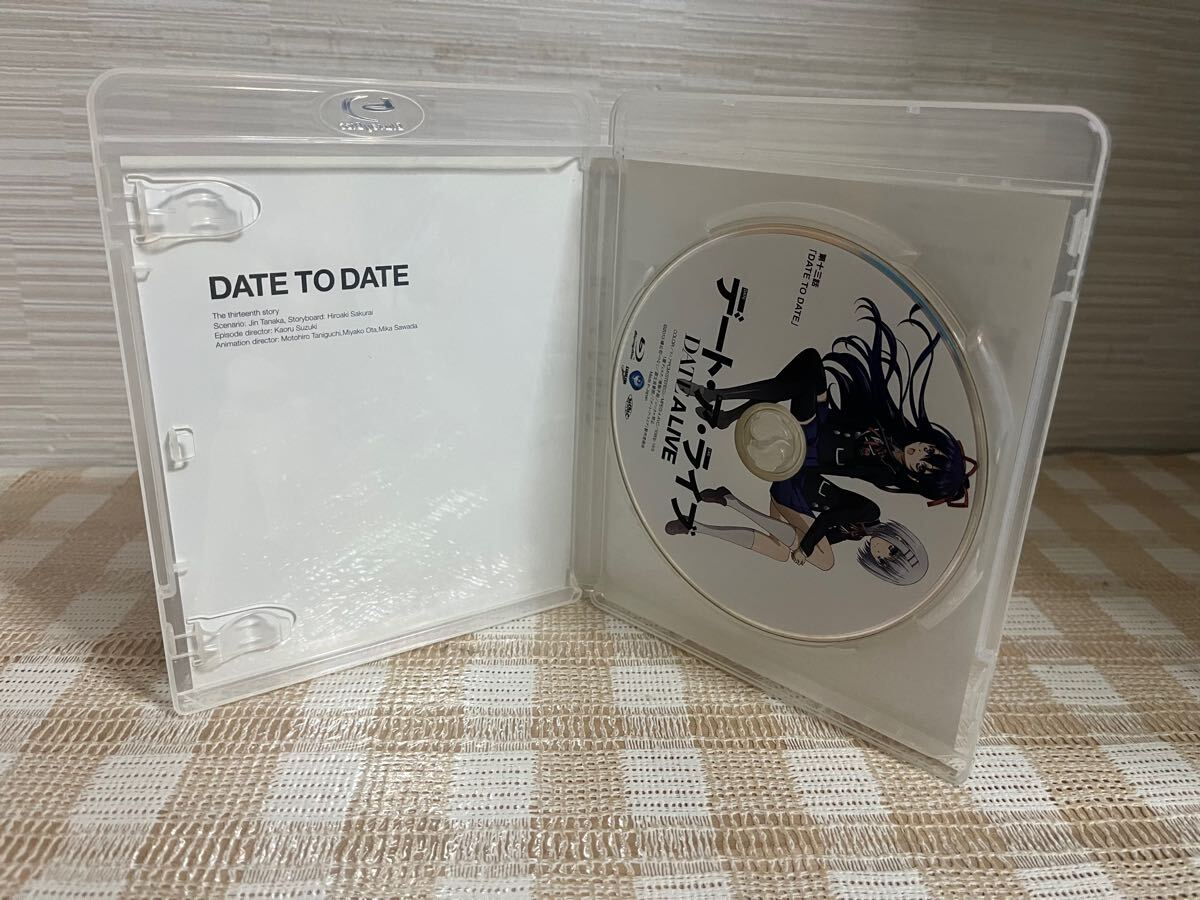 DATE TO DATE
The thirteenth story
Scenario: Jin Tanaka, Storyboard: Hiroaki Sakurai
Episode director: Kaoru Suzuki
Animation director: Motohiro Taniguchi,Miyako Ota,Mika Sawada
第十三話
「DATE TO DATE」
デート・ア・ライブ
DATE A LIVE